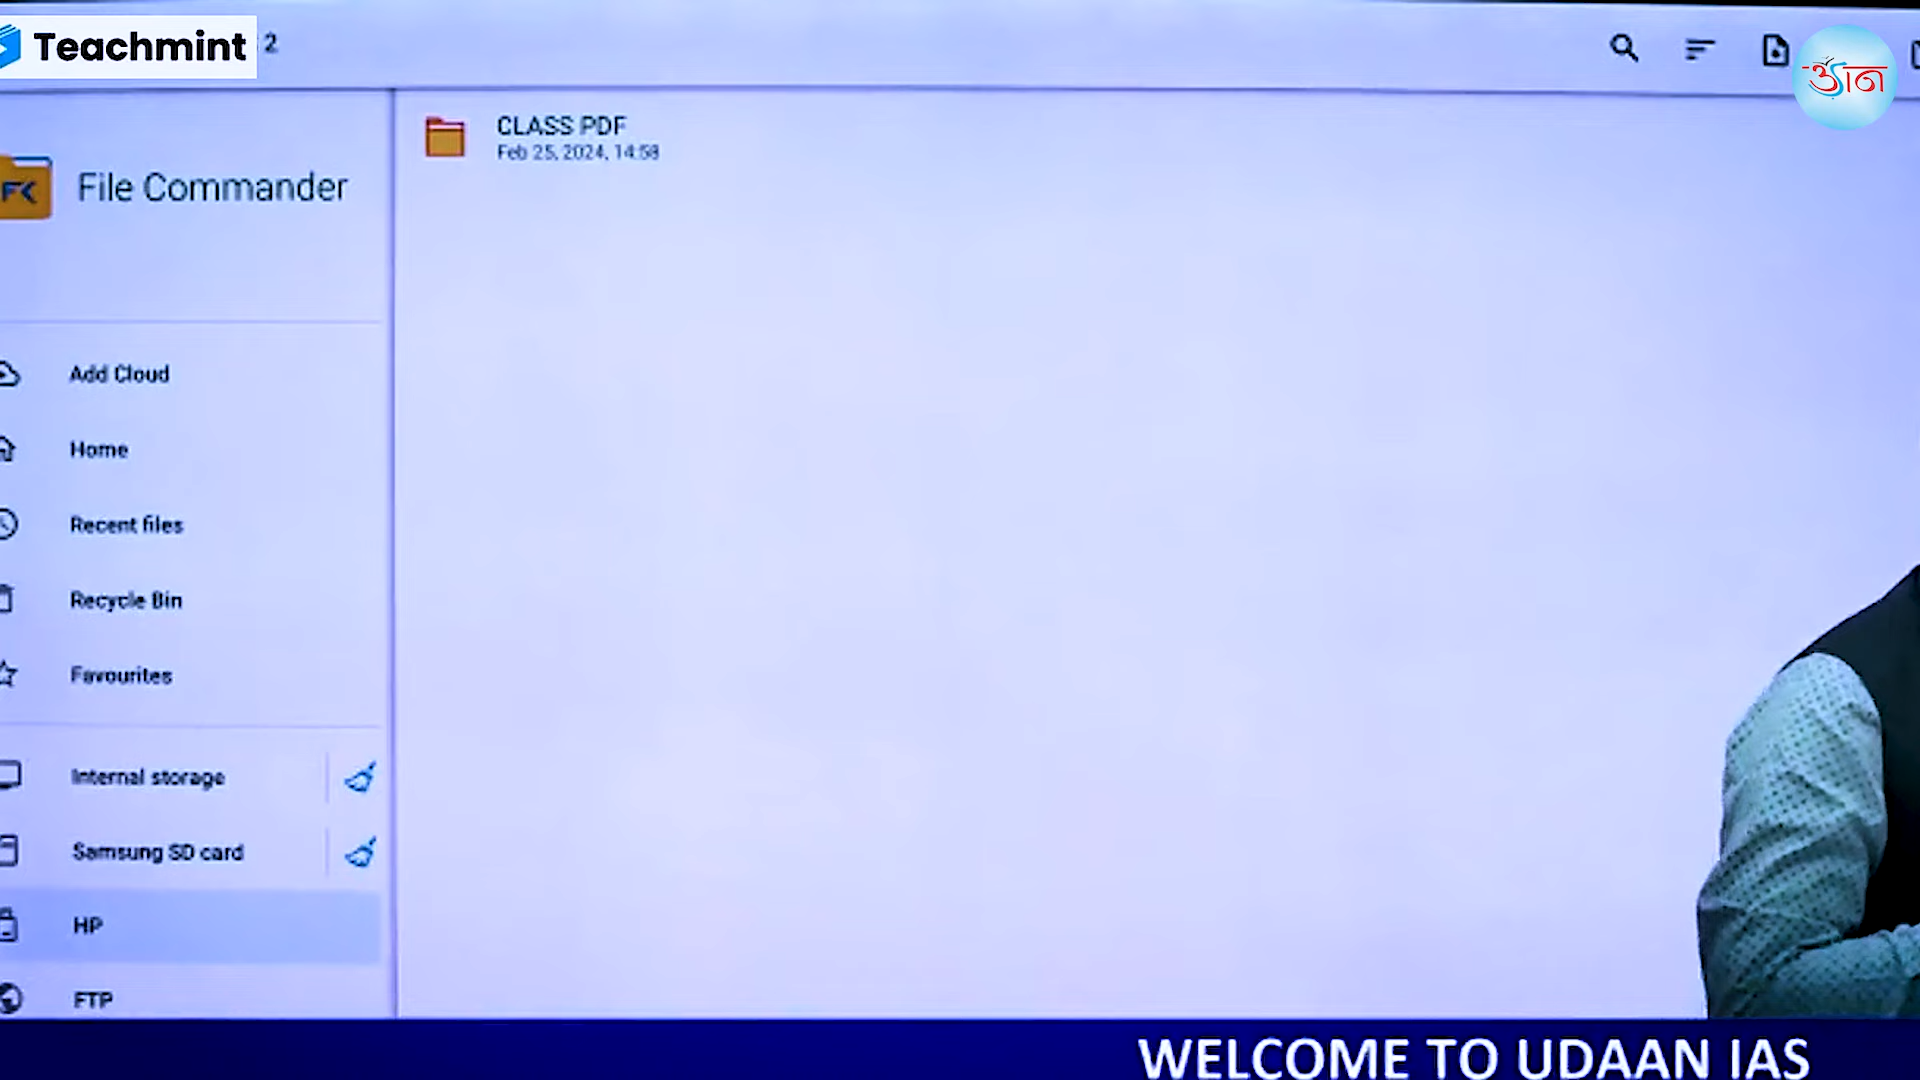 Teachmint 2
उड़ान
CLASS PDF
Feb 25, 2024, 14:58
File Commander
Add Cloud
Home
Recent files
Recycle Bin
Favourites
Internal storage
Samsung SD card
HP
FTP
WELCOME TO UDAAN IAS